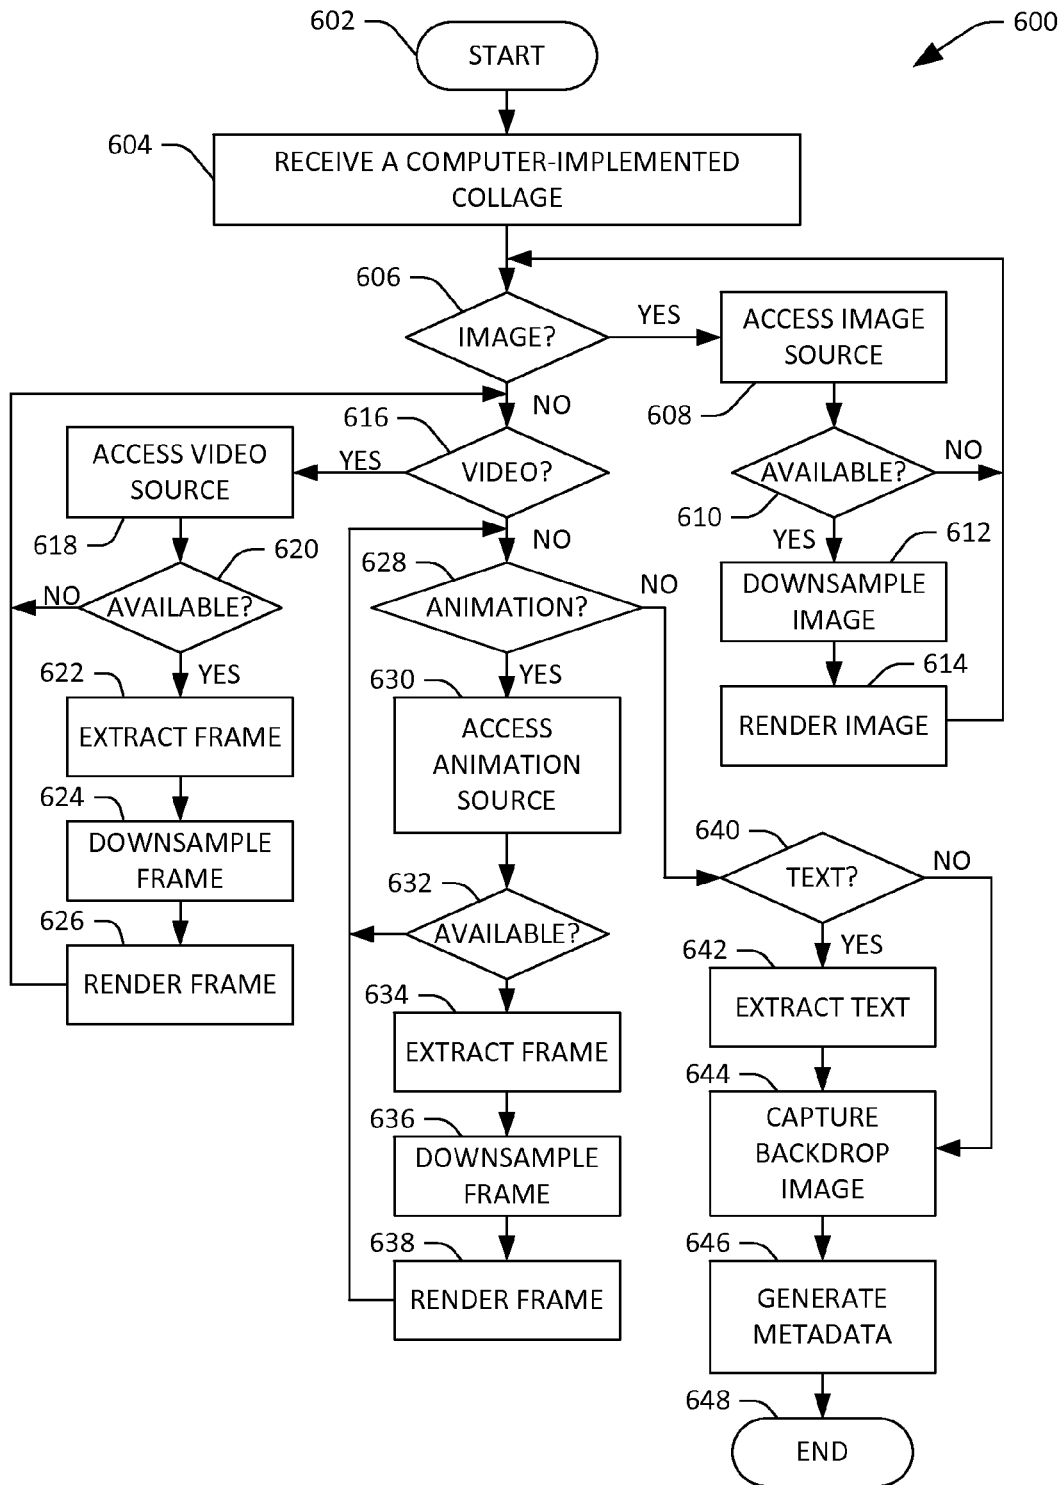 602
START
600
604
RECEIVE A COMPUTER-IMPLEMENTED
COLLAGE
606
IMAGE?
YES
ACCESS IMAGE
SOURCE
608
NO
616
VIDEO?
YES
ACCESS VIDEO
SOURCE
618
AVAILABLE?
NO
610
YES
612
DOWNSAMPLE
IMAGE
614
RENDER IMAGE
620
AVAILABLE?
NO
YES
622
EXTRACT FRAME
624
DOWNSAMPLE
FRAME
626
RENDER FRAME
NO
628
ANIMATION?
NO
YES
630
ACCESS
ANIMATION
SOURCE
632
AVAILABLE?
634
EXTRACT FRAME
636
DOWNSAMPLE
FRAME
638
RENDER FRAME
640
TEXT?
NO
YES
642
EXTRACT TEXT
644
CAPTURE
BACKDROP
IMAGE
646
GENERATE
METADATA
648
END